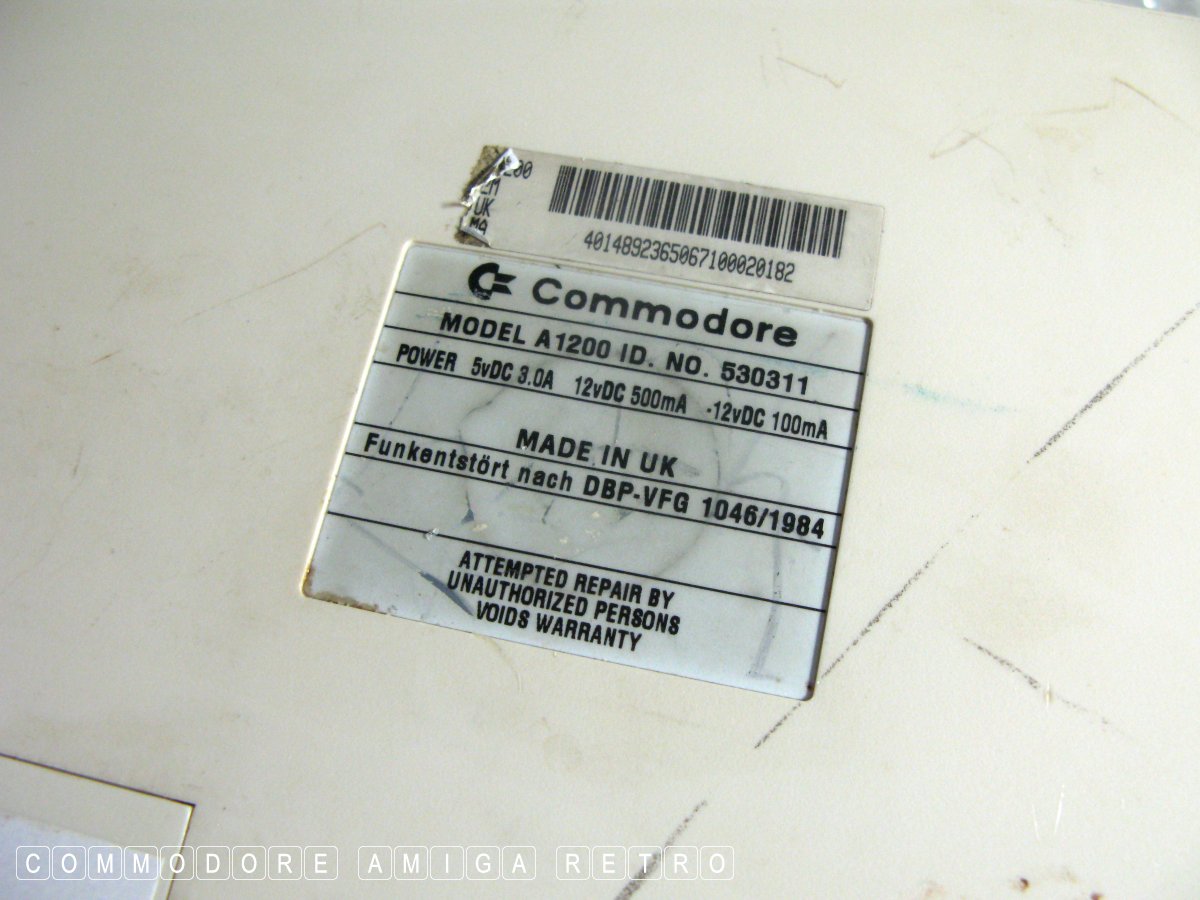 UK
4014892365067100020182
Commodore
MODEL A1200 ID. NO. 530311
POWER 5vDC 3.0A 12vDC 500mA -12vDC 100mA
MADE IN UK
Funkentstört nach DBP-VFG 1046/1984
ATTEMPTED REPAIR BY
UNAUTHORIZED PERSONS
VOIDS WARRANTY
COMMODORE AMIGA RETRO